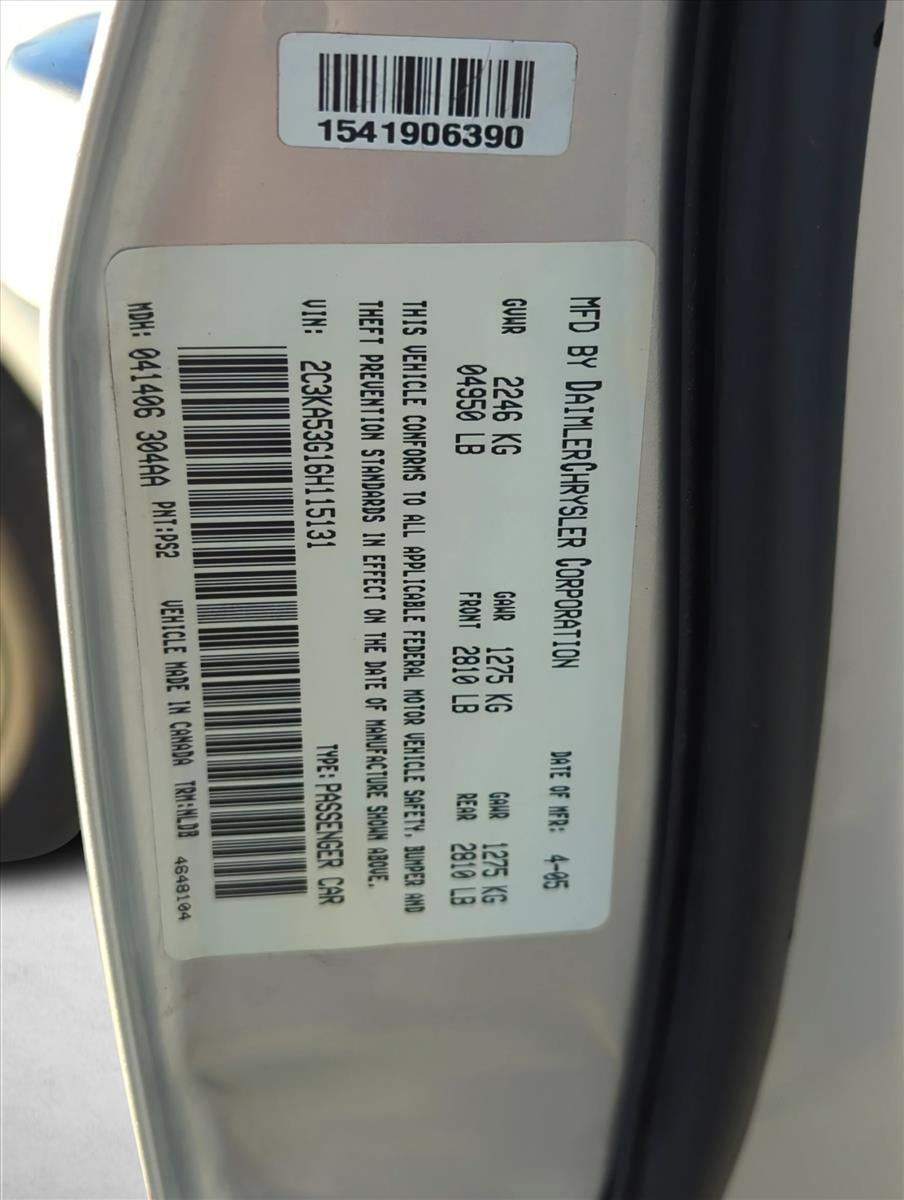 1541906390
MFD BY DAIMLERCHRYSLER CORPORATION DATE OF MFR: 4-05
GVWR 2246 KG GAWR 1275 KG GAWR 1275 KG
04950 LB FRONT 2810 LB REAR 2810 LB
THIS VEHICLE CONFORMS TO ALL APPLICABLE FEDERAL MOTOR VEHICLE SAFETY, BUMPER AND
THEFT PREVENTION STANDARDS IN EFFECT ON THE DATE OF MANUFACTURE SHOWN ABOVE.
VIN: 2C3KA53G16H115131 TYPE: PASSENGER CAR
MDH: 041406 304AA PNT:PS2 VEHICLE MADE IN CANADA TRM:NLDB 4648104